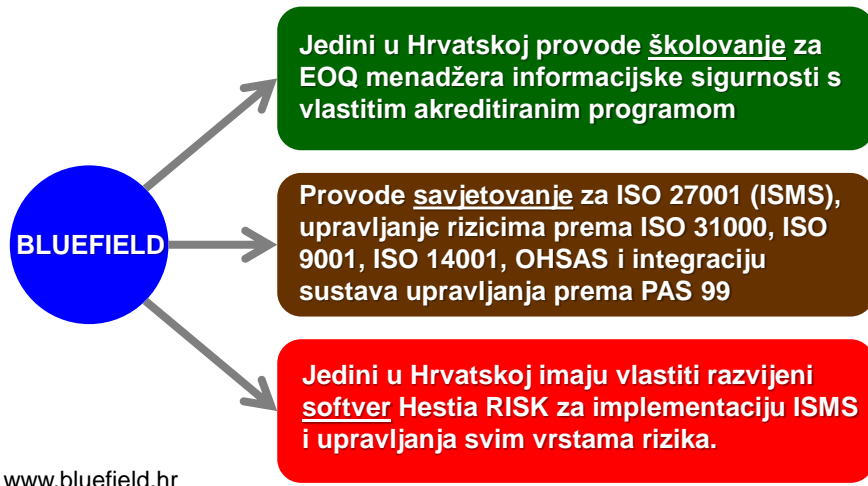 Jedini u Hrvatskoj provode školovanje za
EOQ menadžera informacijske sigurnosti s
vlastitim akreditiranim programom
BLUEFIELD
Provode savjetovanje za ISO 27001 (ISMS),
upravljanje rizicima prema ISO 31000, ISO
9001, ISO 14001, OHSAS i integraciju
sustava upravljanja prema PAS 99
Jedini u Hrvatskoj imaju vlastiti razvijeni
softver Hestia RISK za implementaciju ISMS
i upravljanja svim vrstama rizika.
www.bluefield.hr